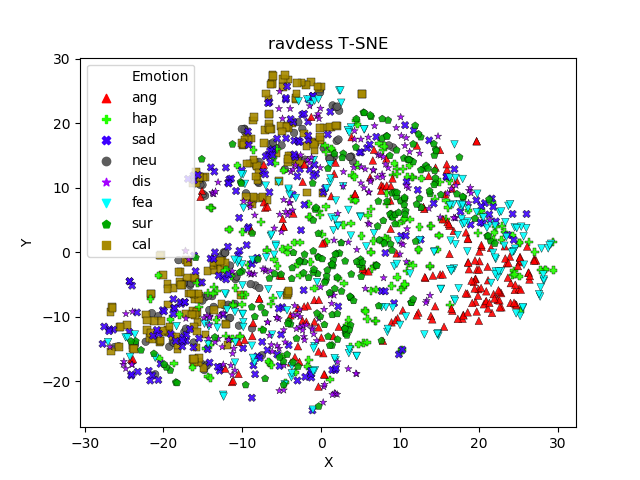 ravdess T-SNE
Emotion
ang
hap
sad
neu
dis
fea
sur
cal
30
20
10
0
−10
−20
Y
−30
−20
−10
0
10
20
30
X